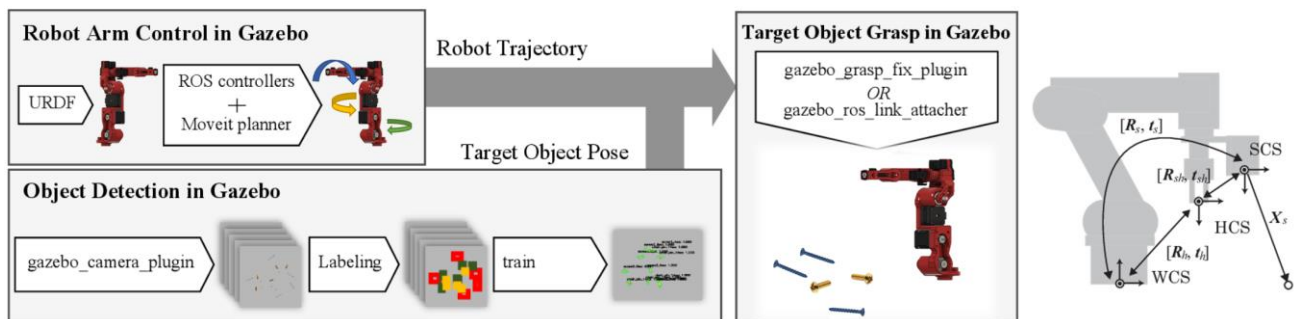 Robot Arm Control in Gazebo
URDF
ROS controllers
+
Moveit planner
Robot Trajectory
Target Object Pose
Object Detection in Gazebo
gazebo_camera_plugin
Labeling
train
Target Object Grasp in Gazebo
gazebo_grasp_fix_plugin
OR
gazebo_ros_link_attacher
[Rs, ts]
SCS
[Rsh, tsh]
HCS
Xs
[Rh, th]
WCS